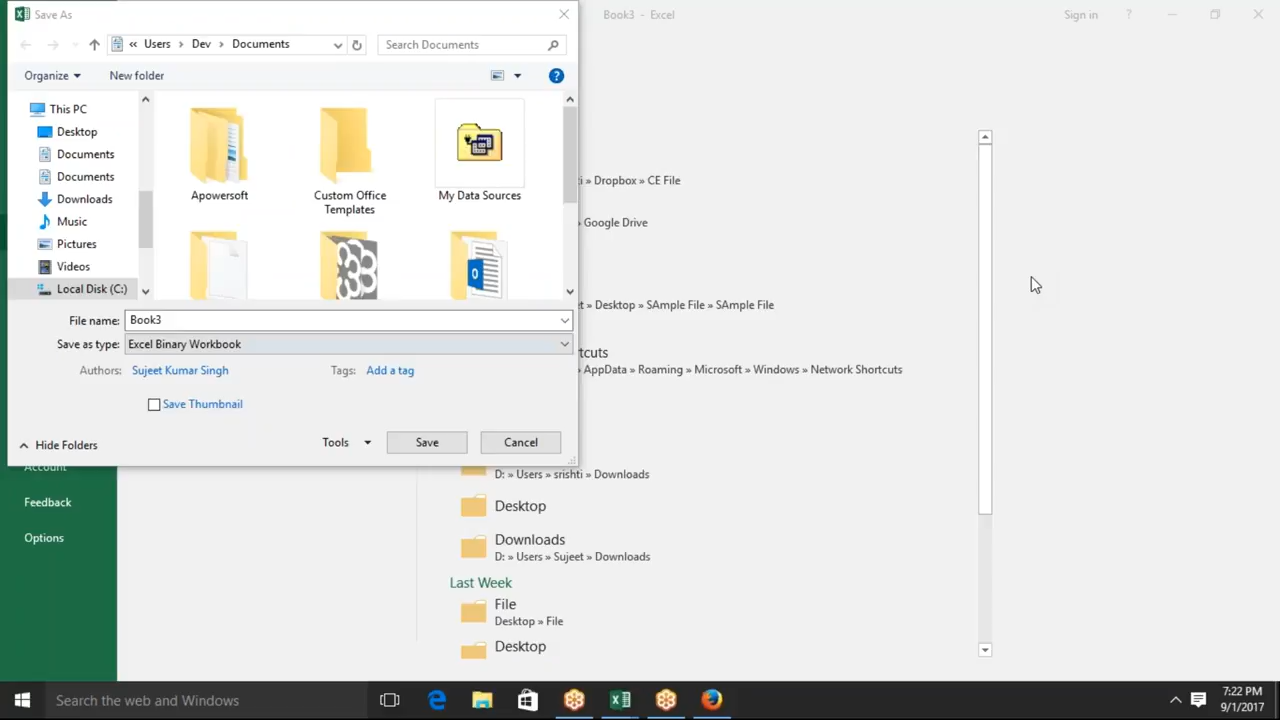 Save As
Book3 - Excel
Sign in
?
« Users › Dev › Documents
Search Documents
Organize
New folder
?
This PC
Desktop
Documents
Documents
Downloads
Music
Pictures
Videos
Local Disk (C:)
Apowersoft
Custom Office
Templates
My Data Sources
File name: Book3
Save as type: Excel Binary Workbook
Authors: Sujeet Kumar Singh
Tags: Add a tag
Save Thumbnail
Hide Folders
Tools
Save
Cancel
» Dropbox » CE File
» Google Drive
» Desktop » SAmple File » SAmple File
rtcuts
» AppData » Roaming » Microsoft » Windows » Network Shortcuts
D: » Users » srishti » Downloads
Desktop
Downloads
D: » Users » Sujeet » Downloads
Last Week
File
Desktop » File
Desktop
Account
Feedback
Options
Search the web and Windows
7:22 PM
9/1/2017